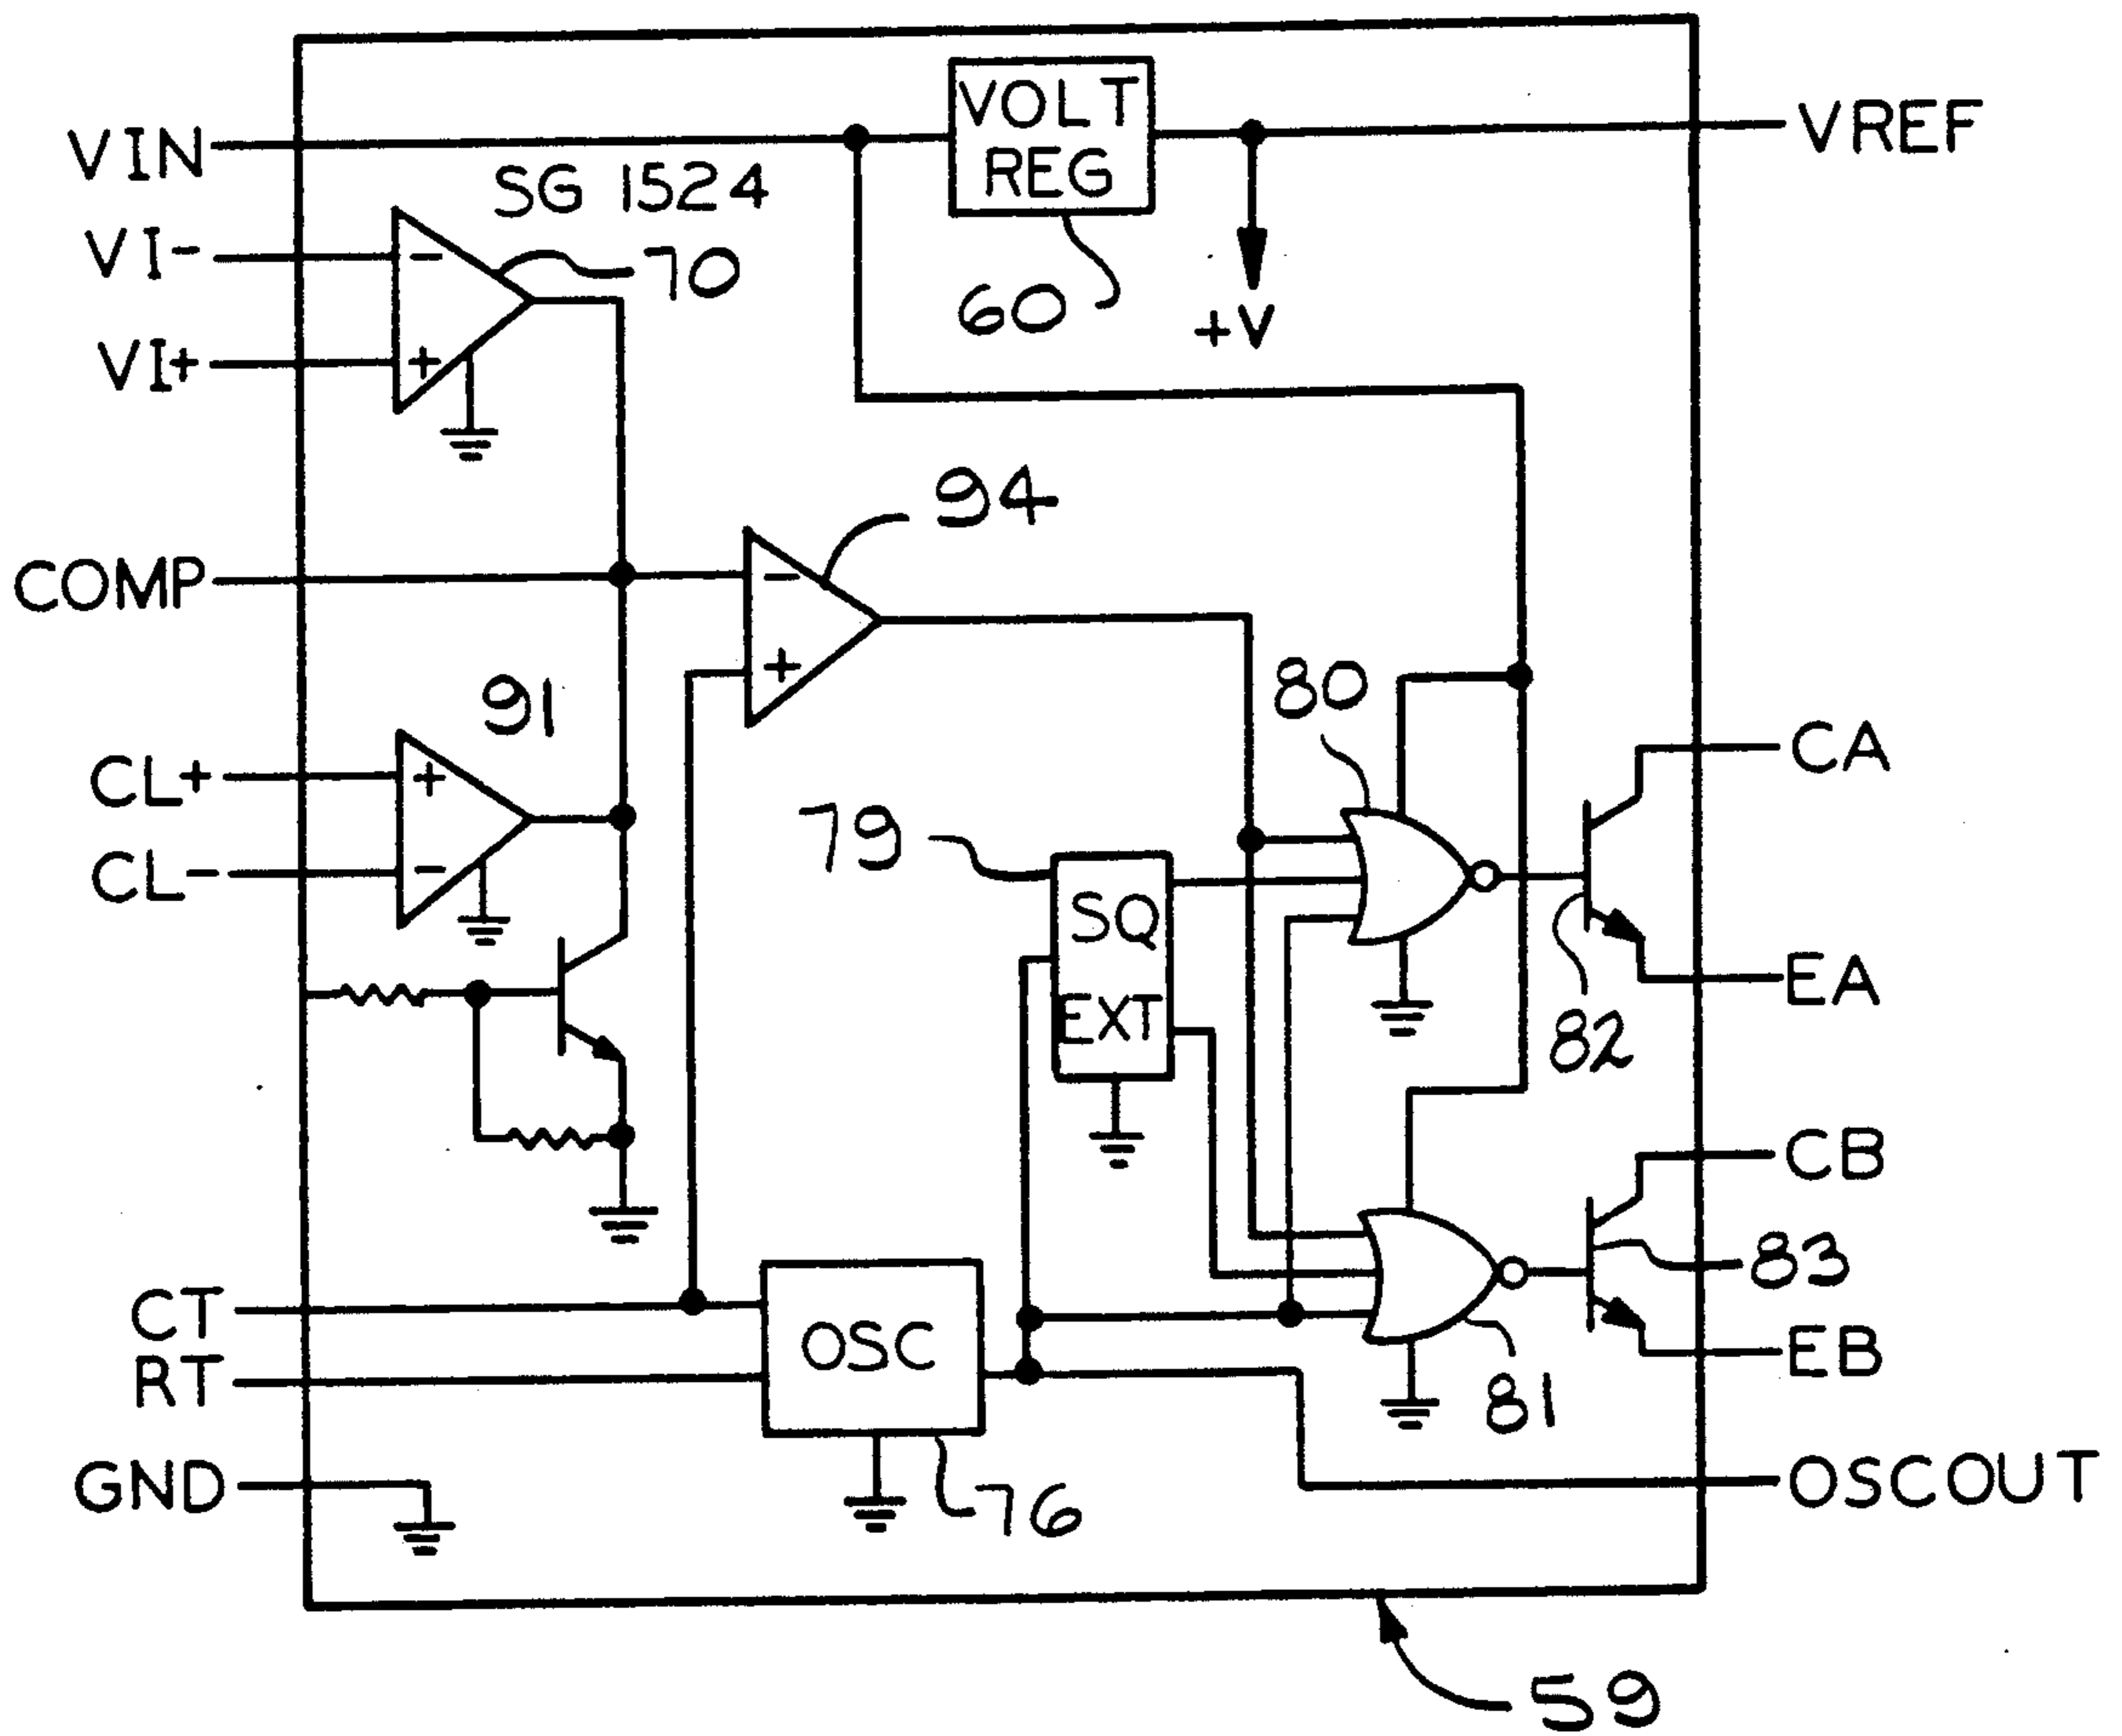 VOLT
REG
VIN
VREF
SG 1524
VI-
-
70
60
+V
VI+
+
94
COMP
-
+
80
91
CA
CL+
+
79
CL-
-
SQ
EXT
EA
82
CB
83
CT
OSC
RT
EB
81
GND
76
OSCOUT
59